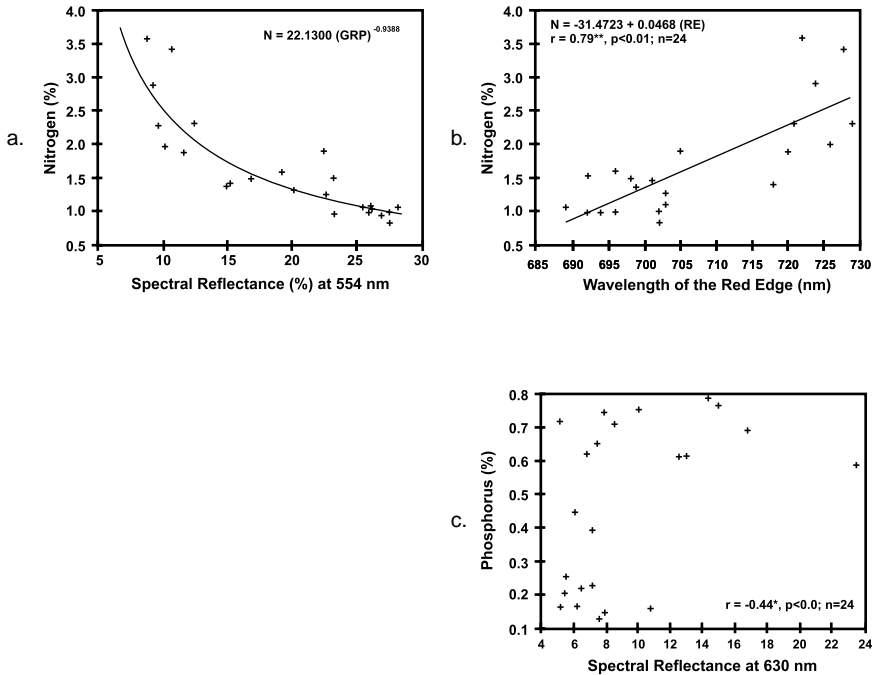 a.
Nitrogen (%)
4.0
3.5
3.0
2.5
2.0
1.5
1.0
0.5
N = 22.1300 (GRP) -0.9388
5 10 15 20 25 30
Spectral Reflectance (%) at 554 nm
b.
Nitrogen (%)
4.0
3.5
3.0
2.5
2.0
1.5
1.0
0.5
N = -31.4723 + 0.0468 (RE)
r = 0.79**, p<0.01; n=24
685 690 695 700 705 710 715 720 725 730
Wavelength of the Red Edge (nm)
c.
Phosphorus (%)
0.8
0.7
0.6
0.5
0.4
0.3
0.2
0.1
r = -0.44*, p<0.0; n=24
4 6 8 10 12 14 16 18 20 22 24
Spectral Reflectance at 630 nm